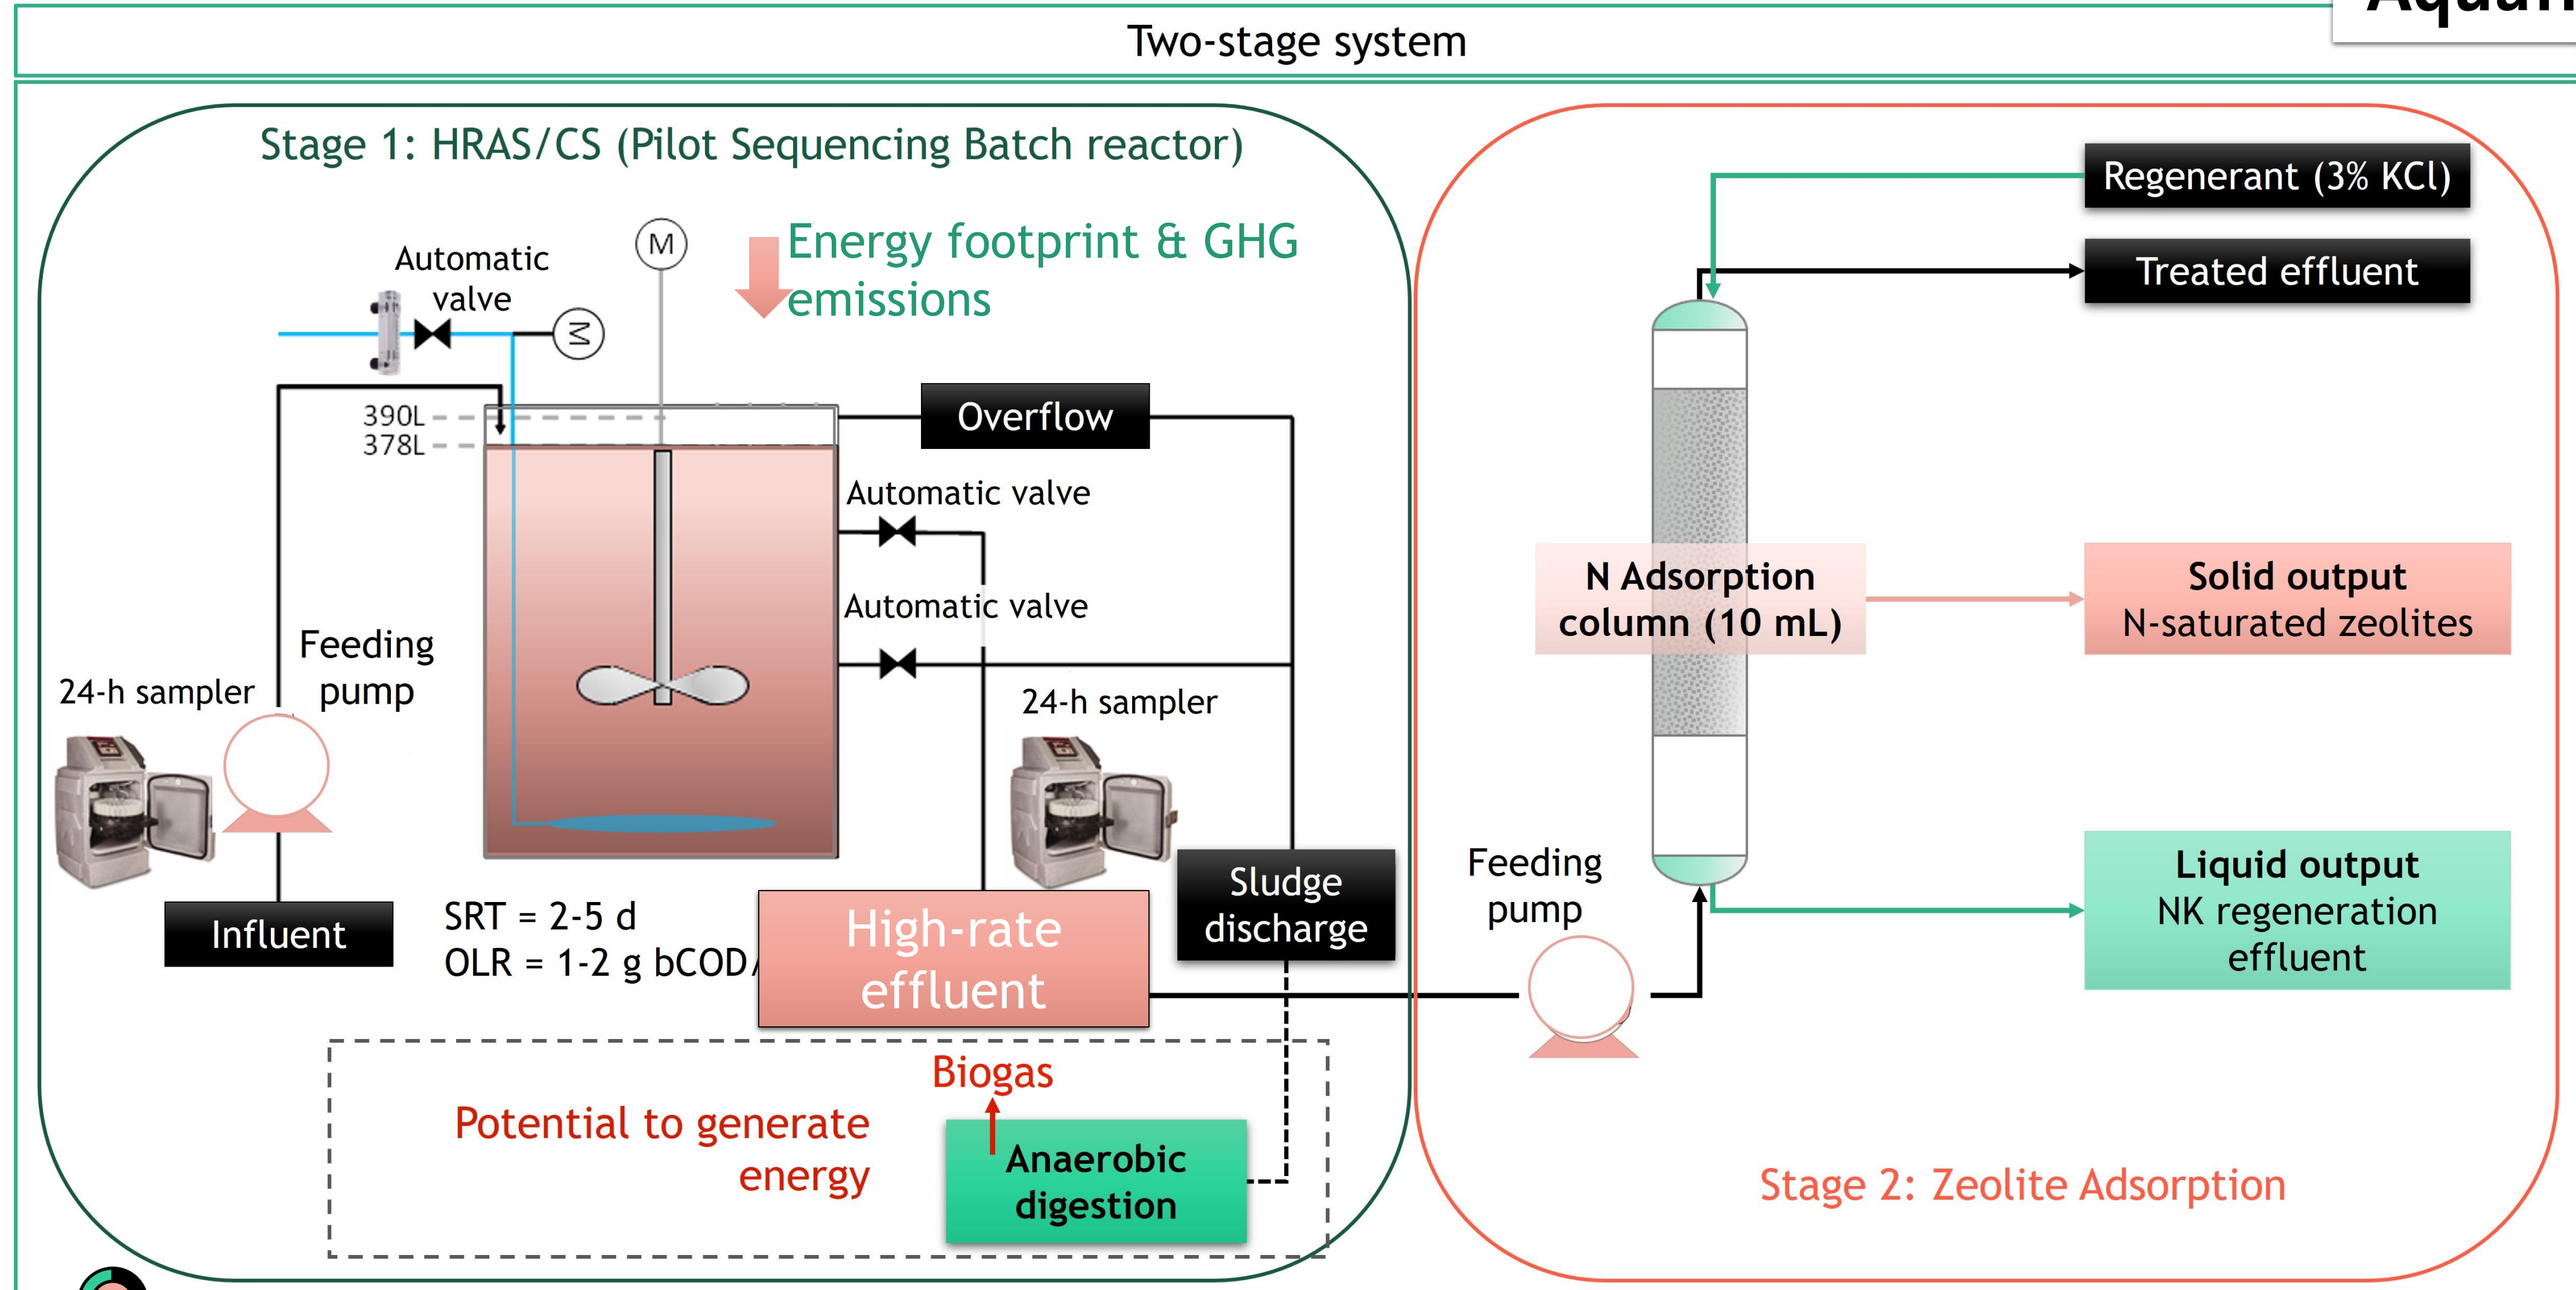 Two-stage system
Stage 1: HRAS/CS (Pilot Sequencing Batch reactor)
Energy footprint & GHG
emissions
Automatic
valve
M
M
390L
378L
Overflow
Automatic valve
Automatic valve
Feeding
pump
24-h sampler
24-h sampler
Influent
SRT = 2-5 d
OLR = 1-2 g bCOD/
High-rate
effluent
Sludge
discharge
Biogas
Potential to generate
energy
Anaerobic
digestion
Regenerant (3% KCl)
Treated effluent
N Adsorption
column (10 mL)
Solid output
N-saturated zeolites
Feeding
pump
Liquid output
NK regeneration
effluent
Stage 2: Zeolite Adsorption